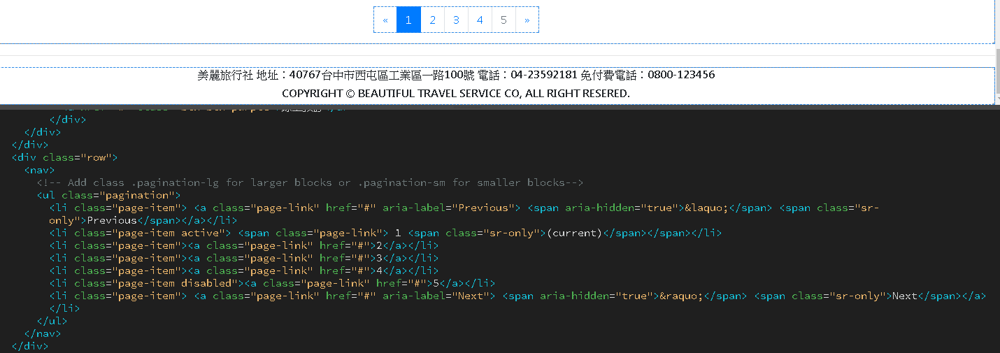 « 1 2 3 4 5 »
美麗旅行社 地址：40767台中市西屯區工業區一路100號 電話：04-23592181 免付費電話：0800-123456
COPYRIGHT © BEAUTIFUL TRAVEL SERVICE CO, ALL RIGHT RESERED.
</div>
</div>
</div>
<div class="row">
<nav>
<!-- Add class .pagination-lg for larger blocks or .pagination-sm for smaller blocks-->
<ul class="pagination">
<li class="page-item"> <a class="page-link" href="#" aria-label="Previous"> <span aria-hidden="true">&laquo;</span> <span class="sr-
only">Previous</span></a></li>
<li class="page-item active"> <span class="page-link"> 1 <span class="sr-only">(current)</span></span></li>
<li class="page-item"><a class="page-link" href="#">2</a></li>
<li class="page-item"><a class="page-link" href="#">3</a></li>
<li class="page-item"><a class="page-link" href="#">4</a></li>
<li class="page-item disabled"><a class="page-link" href="#">5</a></li>
<li class="page-item"> <a class="page-link" href="#" aria-label="Next"> <span aria-hidden="true">&raquo;</span> <span class="sr-only">Next</span></a>
</li>
</ul>
</nav>
</div>